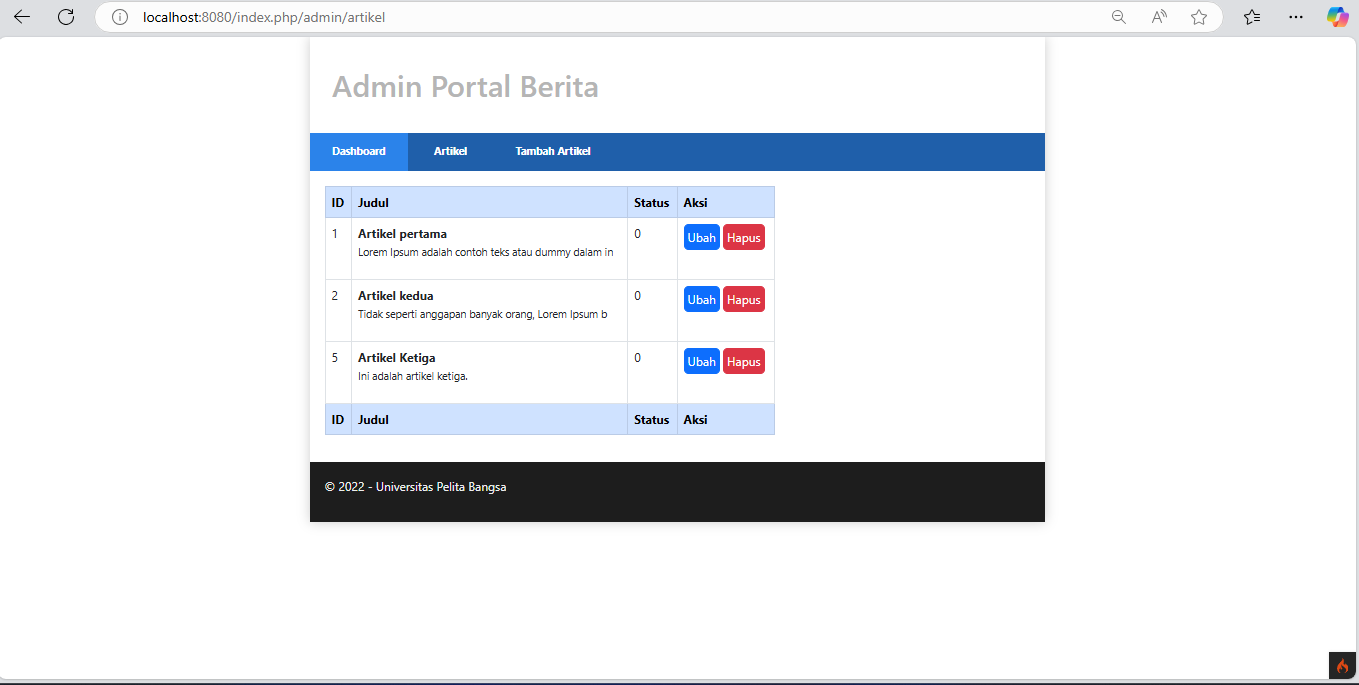 localhost:8080/index.php/admin/artikel
Admin Portal Berita
Dashboard Artikel Tambah Artikel
ID Judul Status Aksi
1 Artikel pertama 0 Ubah Hapus
Lorem Ipsum adalah contoh teks atau dummy dalam in
2 Artikel kedua 0 Ubah Hapus
Tidak seperti anggapan banyak orang, Lorem Ipsum b
5 Artikel Ketiga 0 Ubah Hapus
Ini adalah artikel ketiga.
ID Judul Status Aksi
© 2022 - Universitas Pelita Bangsa